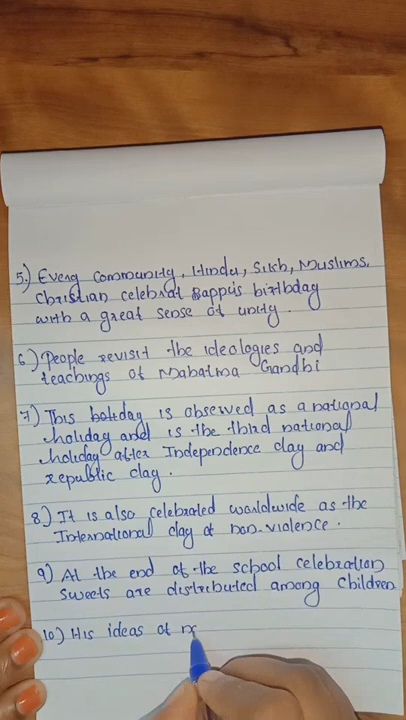 5.) Every Community, Hindu, Sikh, Muslims,
Christian celebrat Bappu's birthday
with a great sense of unity.
6.) People revisit the ideologies and
teachings of Mahatma Gandhi
7.) This holiday is obseved as a national
holiday and is the third national
holiday after Independence day and
republic day.
8.) It is also celebrated worldwide as the
International day of non-violence.
9.) At the end of the school celebration
sweets are distributed among children
10.) His ideas of n